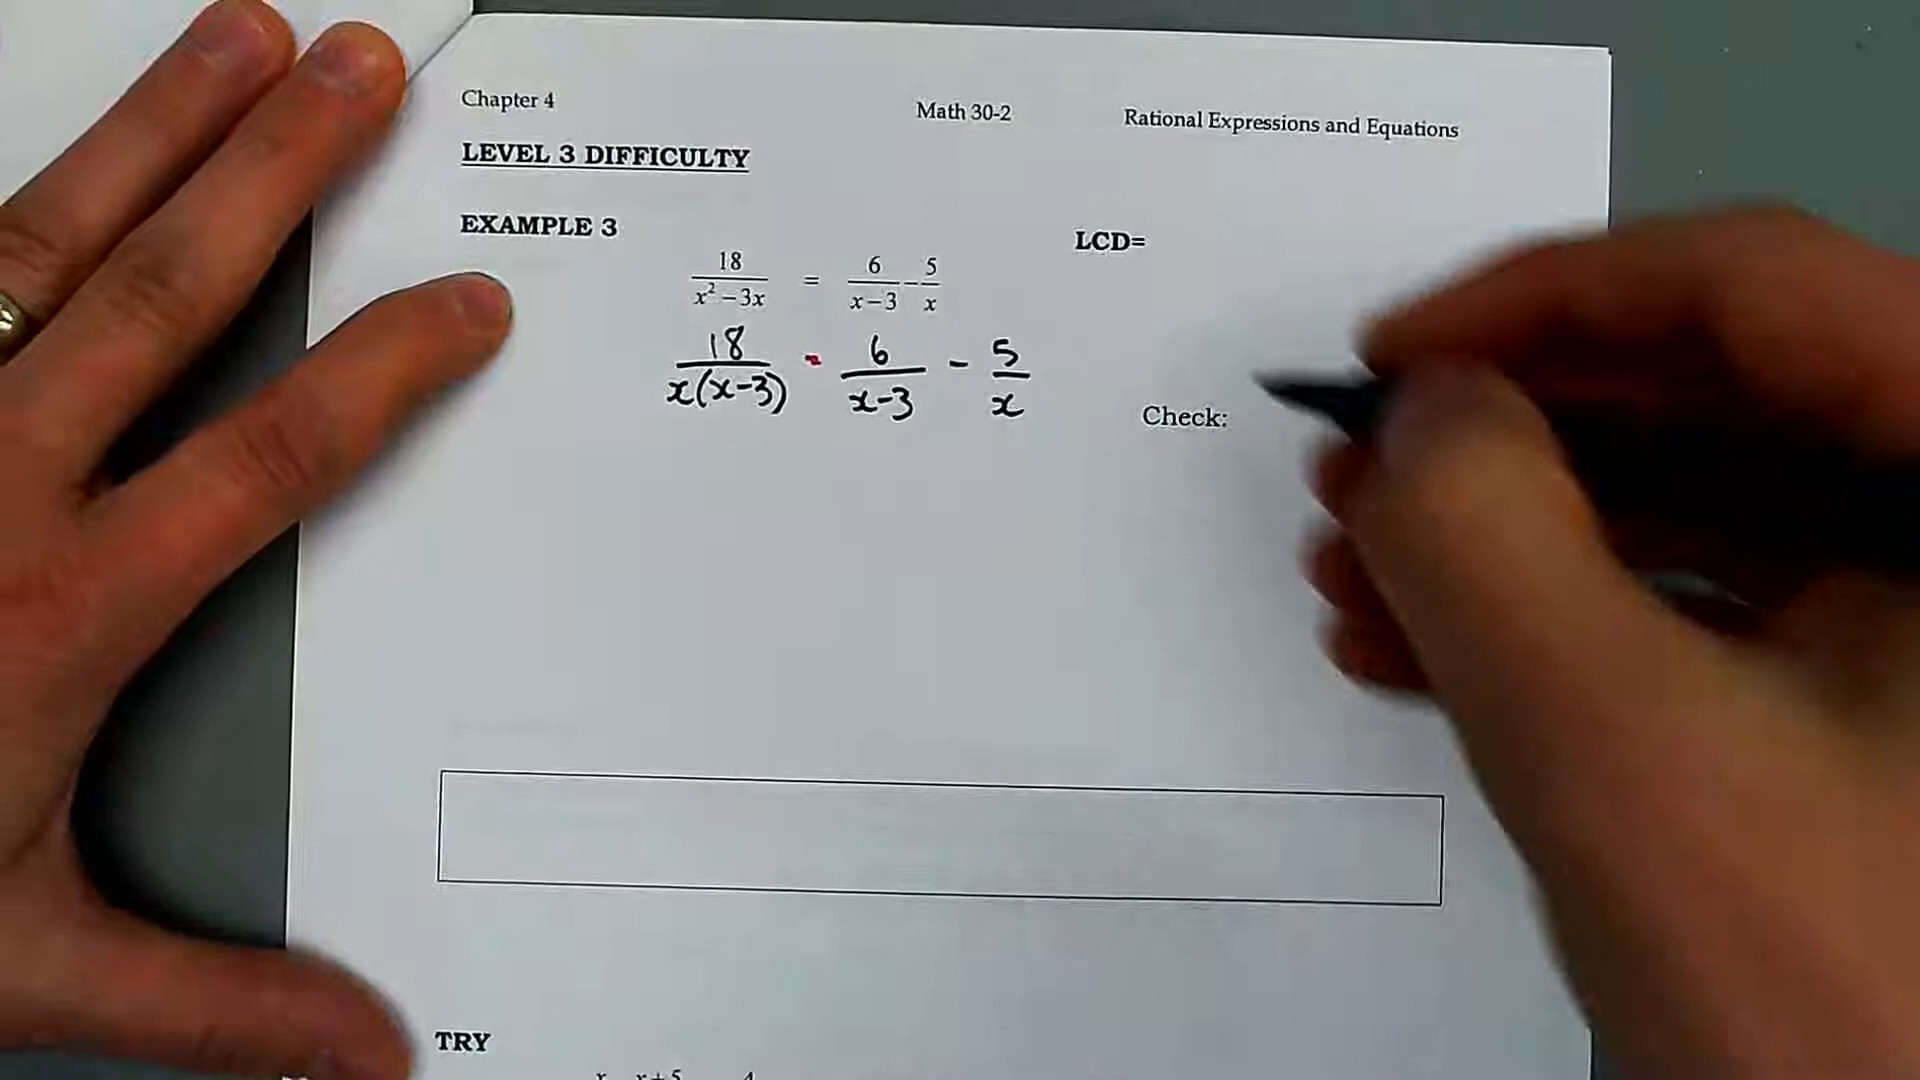 Chapter 4 Math 30-2 Rational Expressions and Equations
LEVEL 3 DIFFICULTY
EXAMPLE 3 LCD=
18/(x² – 3x) = 6/(x – 3) – 5/x
18/(x(x-3)) - 6/(x-3) - 5/x
Check:
TRY